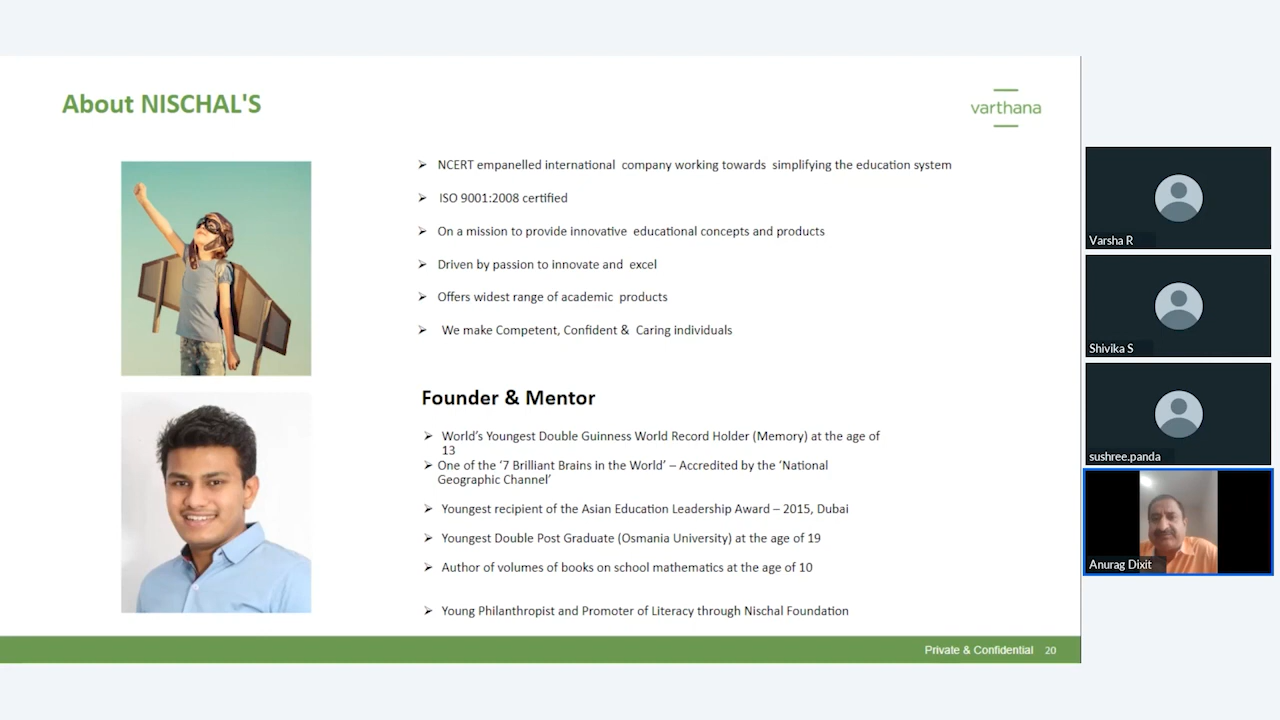 About NISCHAL'S
varthana
➢ NCERT empanelled international company working towards simplifying the education system
➢ ISO 9001:2008 certified
➢ On a mission to provide innovative educational concepts and products
➢ Driven by passion to innovate and excel
➢ Offers widest range of academic products
➢ We make Competent, Confident & Caring individuals
Founder & Mentor
➢ World's Youngest Double Guinness World Record Holder (Memory) at the age of
13
➢ One of the '7 Brilliant Brains in the World' – Accredited by the 'National
Geographic Channel'
➢ Youngest recipient of the Asian Education Leadership Award – 2015, Dubai
➢ Youngest Double Post Graduate (Osmania University) at the age of 19
➢ Author of volumes of books on school mathematics at the age of 10
➢ Young Philanthropist and Promoter of Literacy through Nischal Foundation
Private & Confidential 20
Varsha R
Shivika S
sushree.panda
Anurag Dixit